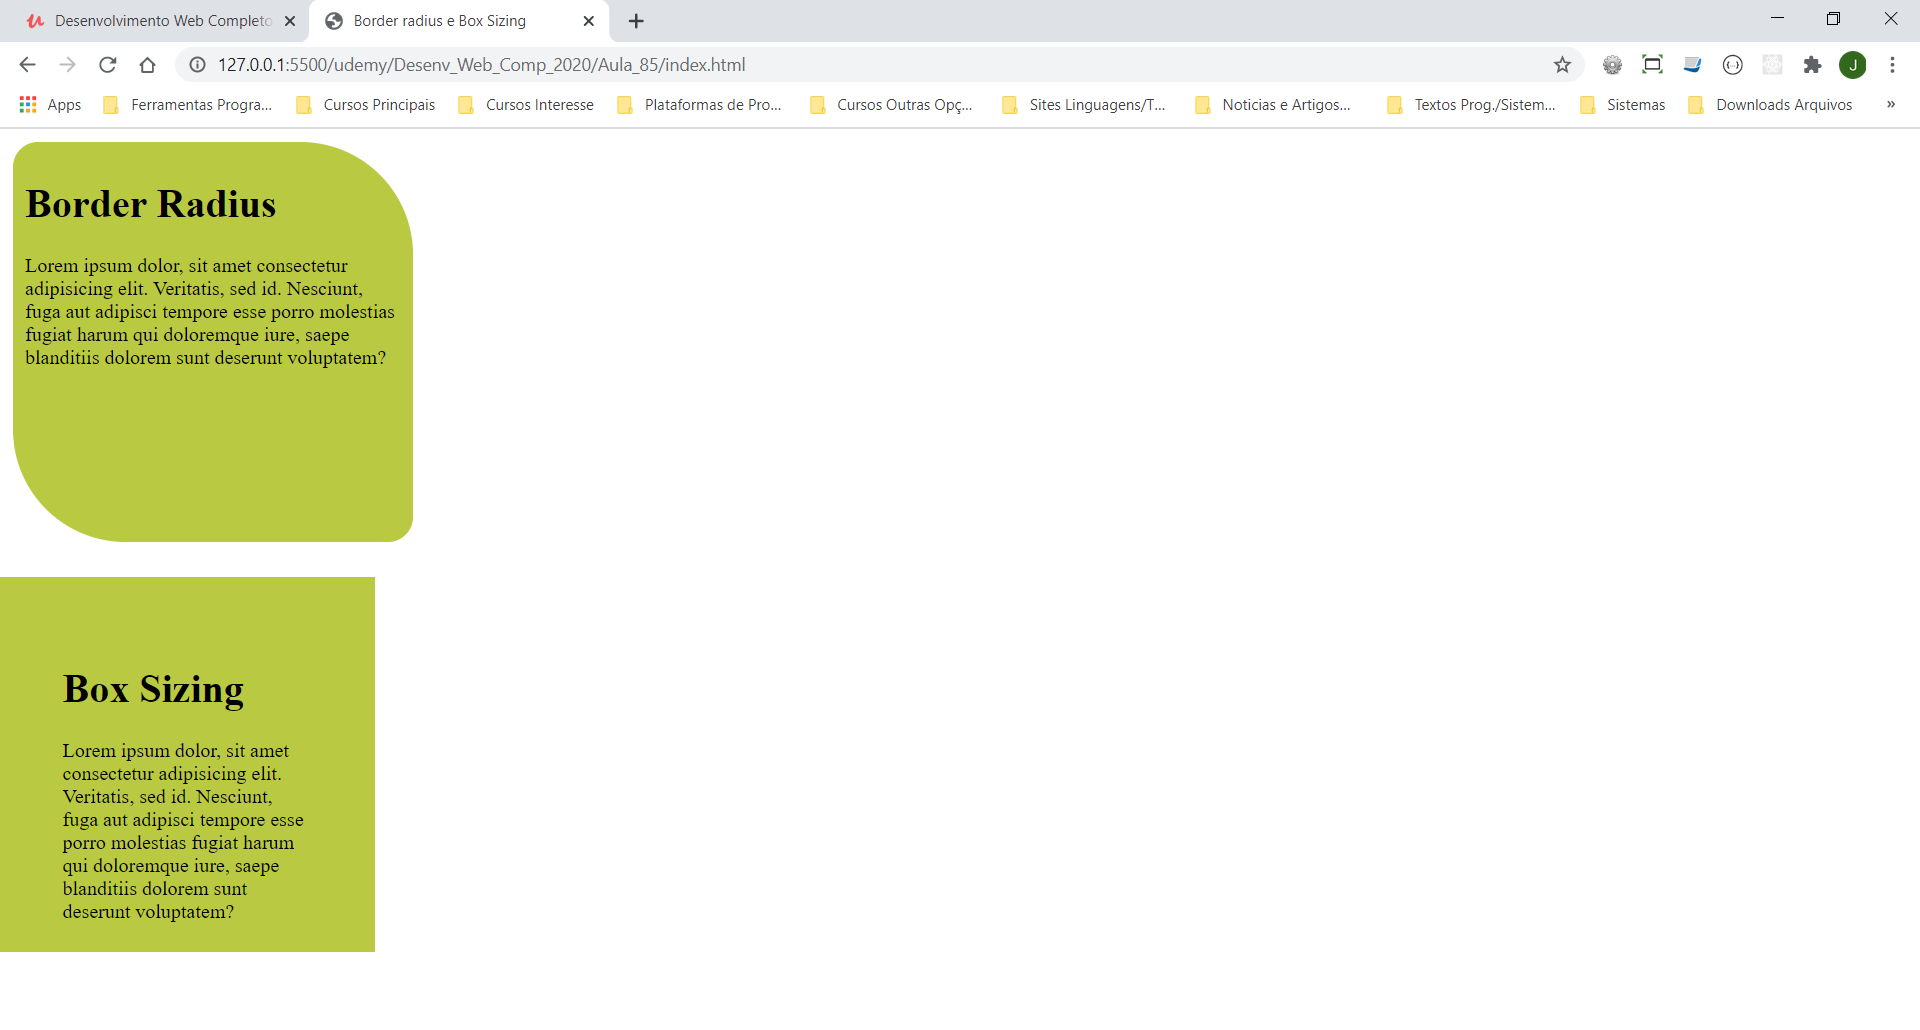 Desenvolvimento Web Completo
Border radius e Box Sizing
127.0.0.1:5500/udemy/Desenv_Web_Comp_2020/Aula_85/index.html
J
Apps
Ferramentas Progra...
Cursos Principais
Cursos Interesse
Plataformas de Pro...
Cursos Outras Opç...
Sites Linguagens/T...
Noticias e Artigos...
Textos Prog./Sistem...
Sistemas
Downloads Arquivos
»
Border Radius
Lorem ipsum dolor, sit amet consectetur
adipisicing elit. Veritatis, sed id. Nesciunt,
fuga aut adipisci tempore esse porro molestias
fugiat harum qui doloremque iure, saepe
blanditiis dolorem sunt deserunt voluptatem?
Box Sizing
Lorem ipsum dolor, sit amet
consectetur adipisicing elit.
Veritatis, sed id. Nesciunt,
fuga aut adipisci tempore esse
porro molestias fugiat harum
qui doloremque iure, saepe
blanditiis dolorem sunt
deserunt voluptatem?